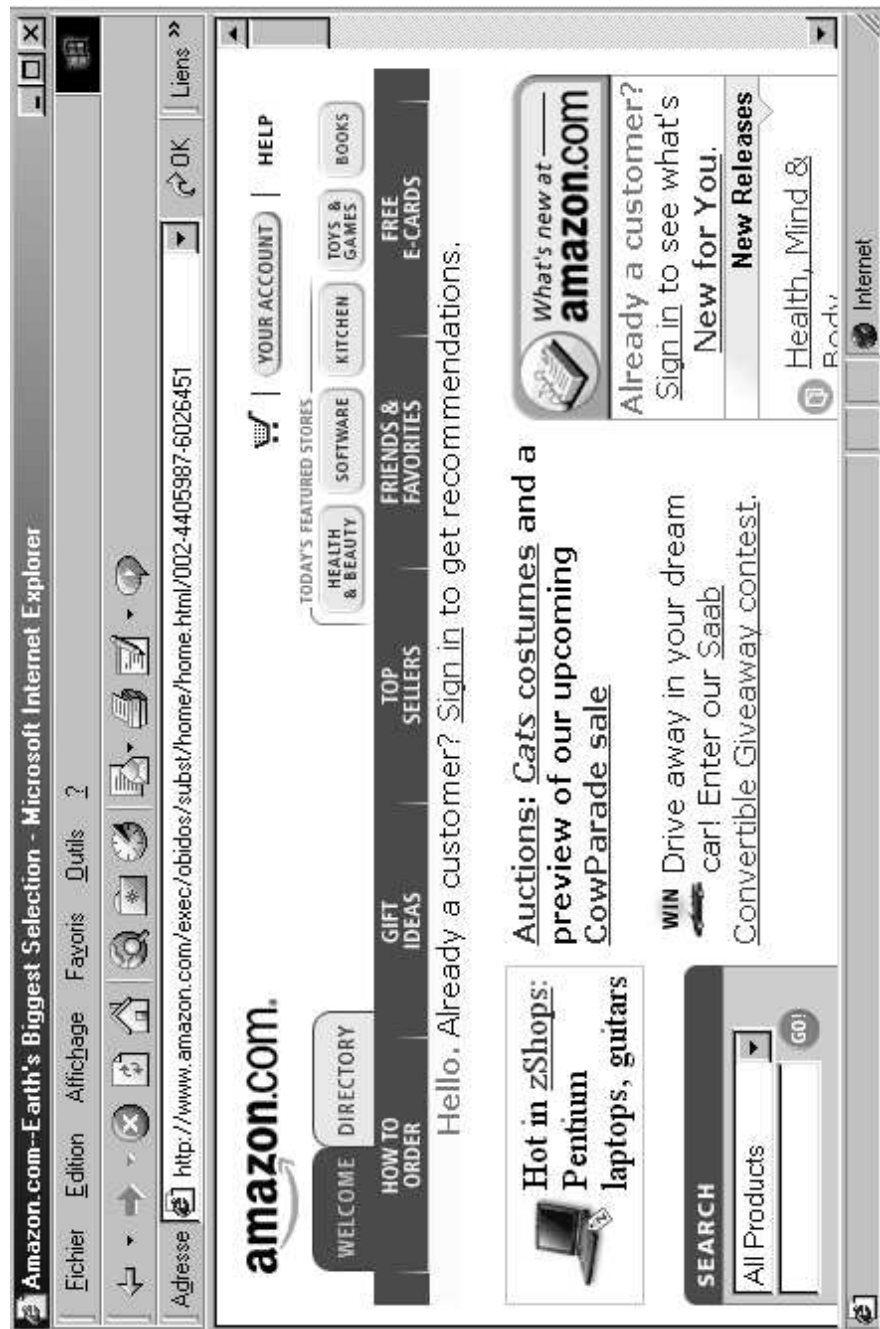 Amazon.com--Earth's Biggest Selection - Microsoft Internet Explorer
Fichier Edition Affichage Favoris Outils ?
Adresse http://www.amazon.com/exec/obidos/subst/home/home.html/002-4405987-6026451 OK Liens »
amazon.com.
YOUR ACCOUNT | HELP
TODAY'S FEATURED STORES
WELCOME DIRECTORY
HEALTH & BEAUTY SOFTWARE KITCHEN TOYS & GAMES BOOKS
HOW TO ORDER GIFT IDEAS TOP SELLERS FRIENDS & FAVORITES FREE E-CARDS
Hello. Already a customer? Sign in to get recommendations.
Hot in zShops:
Pentium
laptops, guitars
Auctions: Cats costumes and a
preview of our upcoming
CowParade sale
What's new at
amazon.com
Already a customer?
Sign in to see what's
New for You.
New Releases
Health, Mind &
Body
SEARCH
All Products
GO!
WIN Drive away in your dream
car! Enter our Saab
Convertible Giveaway contest.
Internet